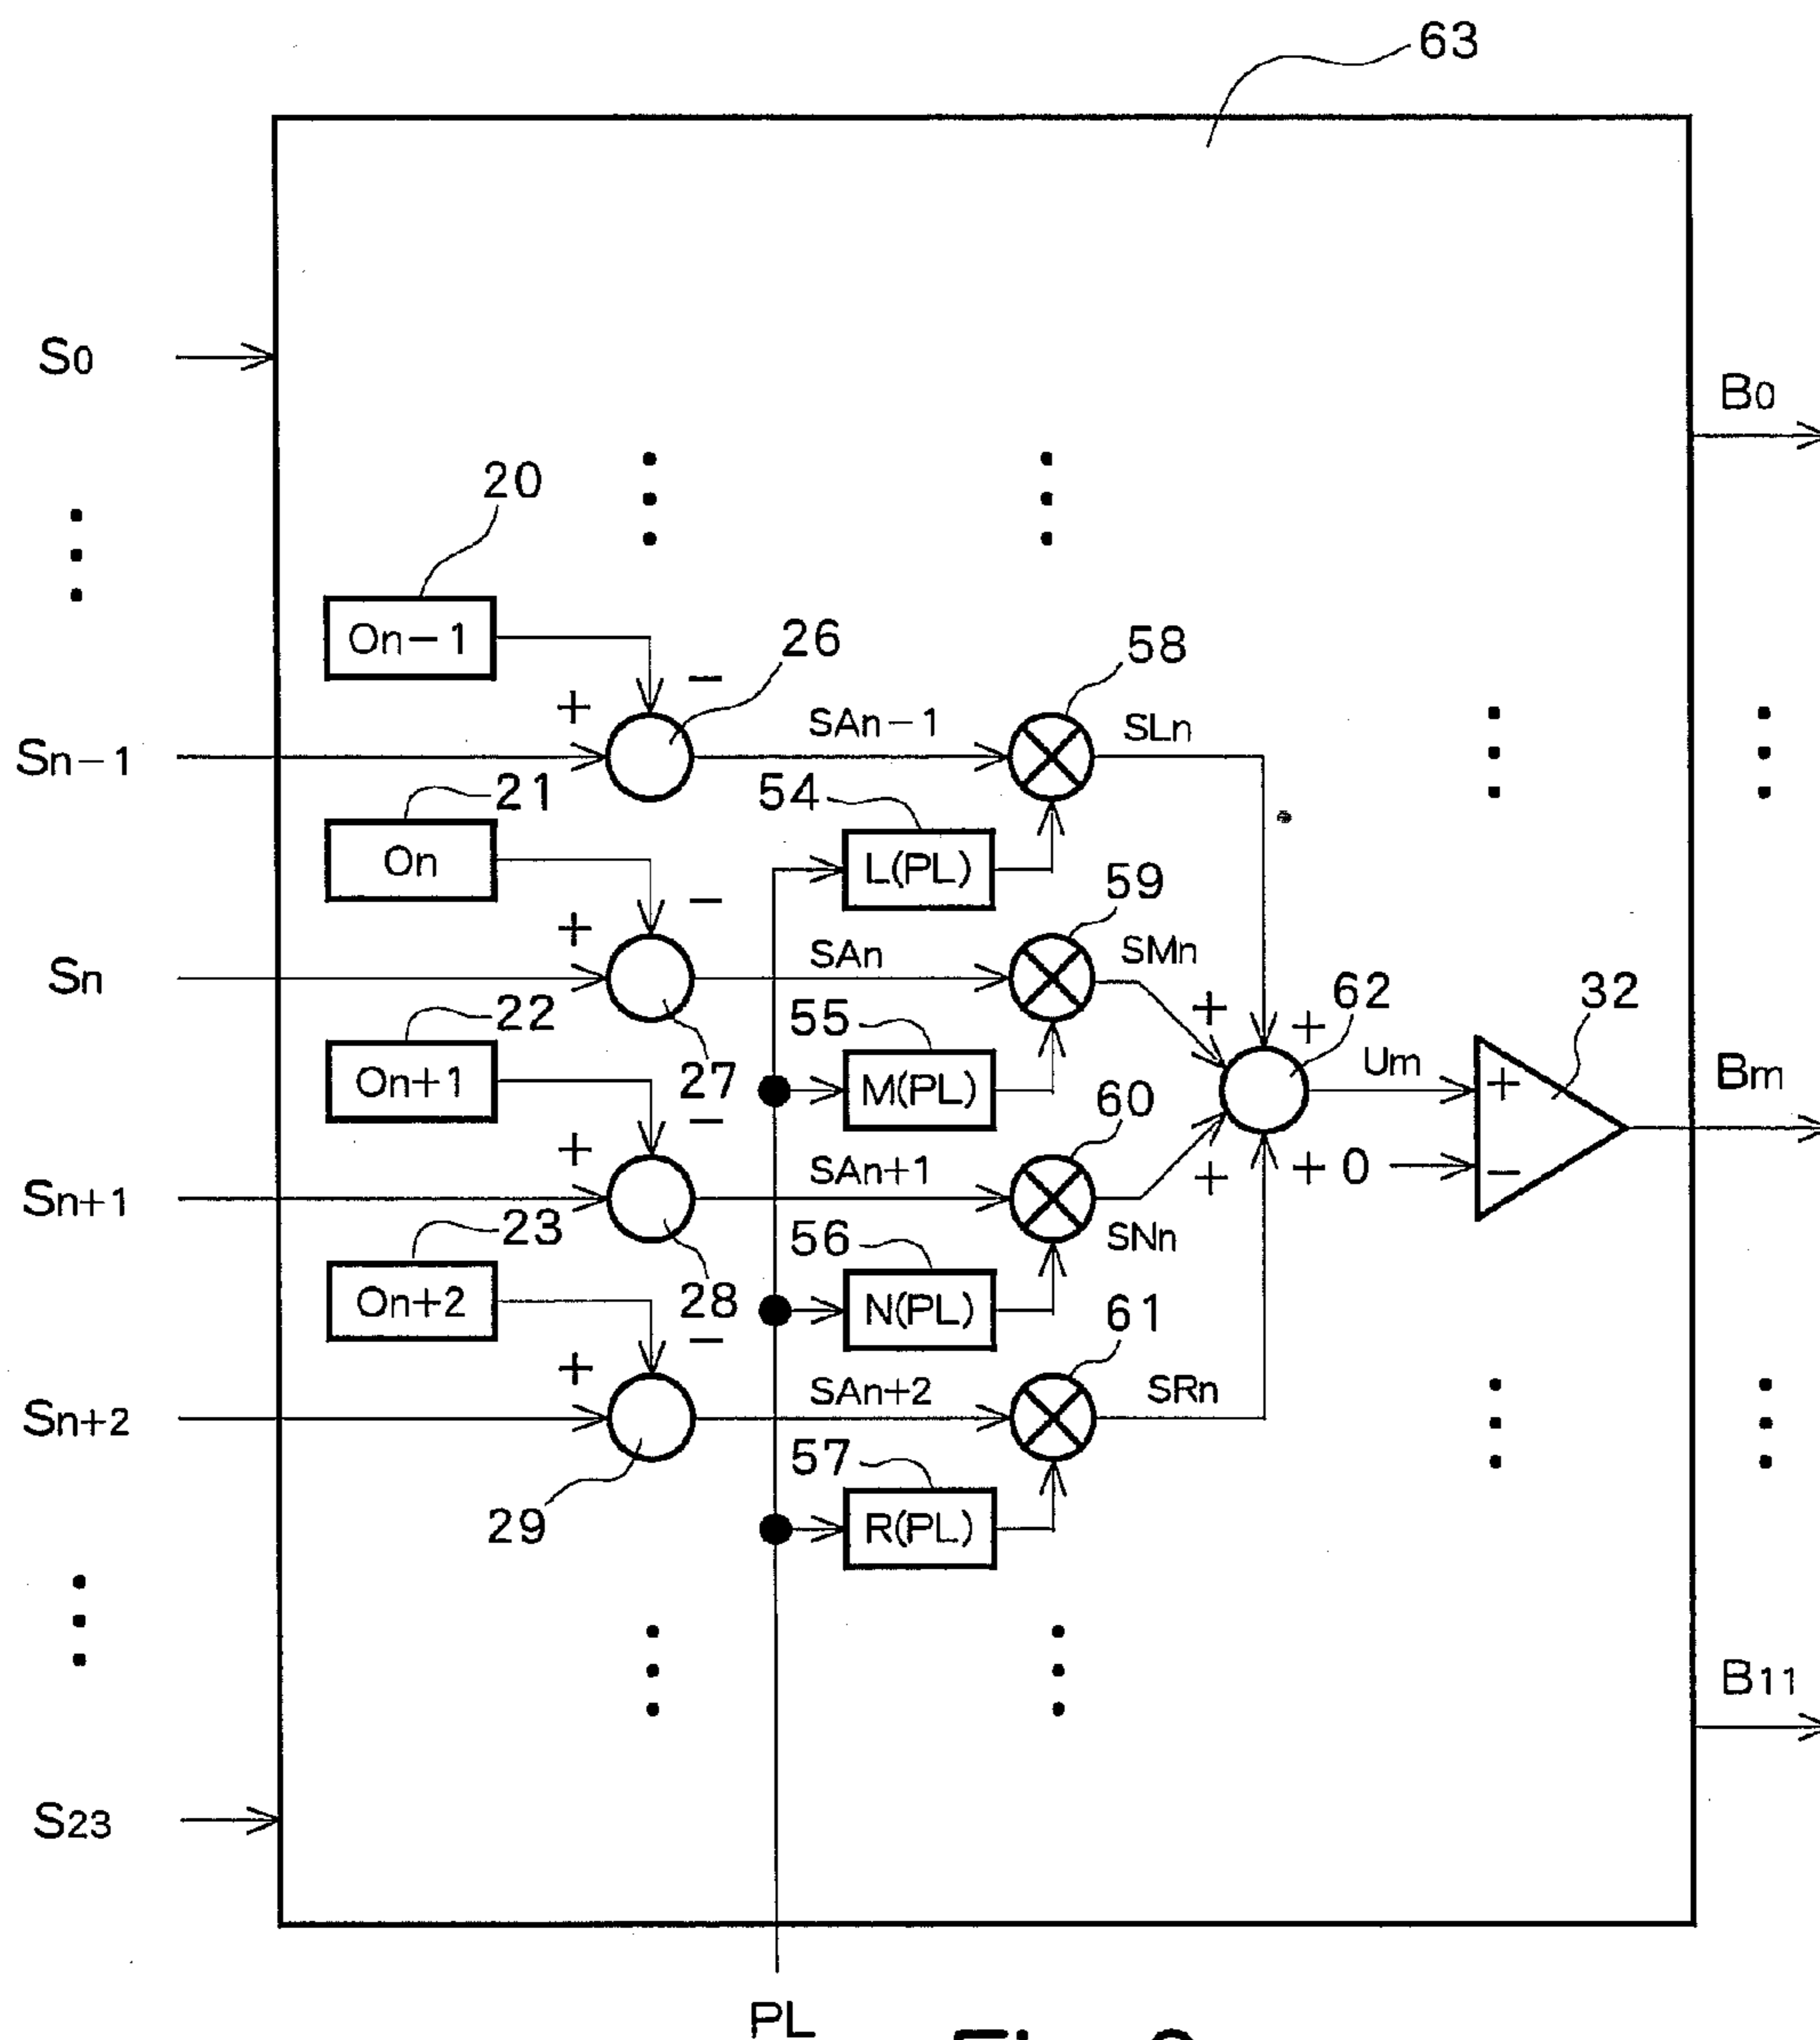 63
S0
B0
20
On-1
26
58
+
-
SAn-1
SLn
Sn-1
21
54
On
L(PL)
59
-
+
SAn
SMn
Sn
22
55
62
32
+
+
27
Um
Bm
On+1
M(PL)
60
+
-
+
SAn+1
+
+ 0
-
Sn+1
23
56
SNn
28
On+2
N(PL)
61
-
+
SAn+2
SRn
Sn+2
57
29
R(PL)
B11
S23
PL